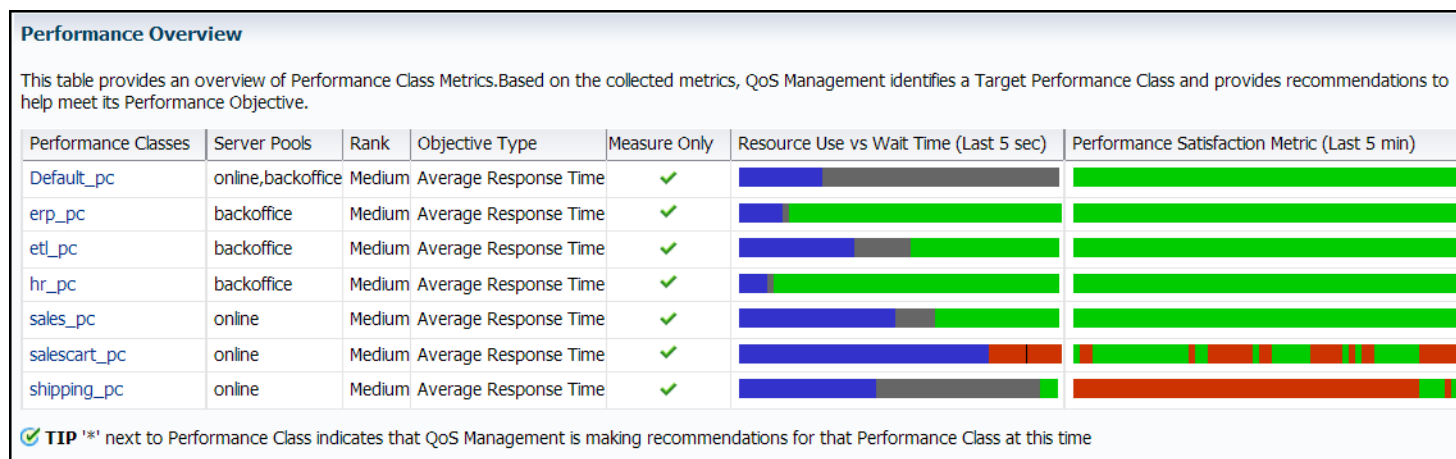 Performance Overview
This table provides an overview of Performance Class Metrics.Based on the collected metrics, QoS Management identifies a Target Performance Class and provides recommendations to
help meet its Performance Objective.
Performance Classes Server Pools Rank Objective Type Measure Only Resource Use vs Wait Time (Last 5 sec) Performance Satisfaction Metric (Last 5 min)
Default_pc online,backoffice Medium Average Response Time
erp_pc backoffice Medium Average Response Time
etl_pc backoffice Medium Average Response Time
hr_pc backoffice Medium Average Response Time
sales_pc online Medium Average Response Time
salescart_pc online Medium Average Response Time
shipping_pc online Medium Average Response Time
TIP '*' next to Performance Class indicates that QoS Management is making recommendations for that Performance Class at this time